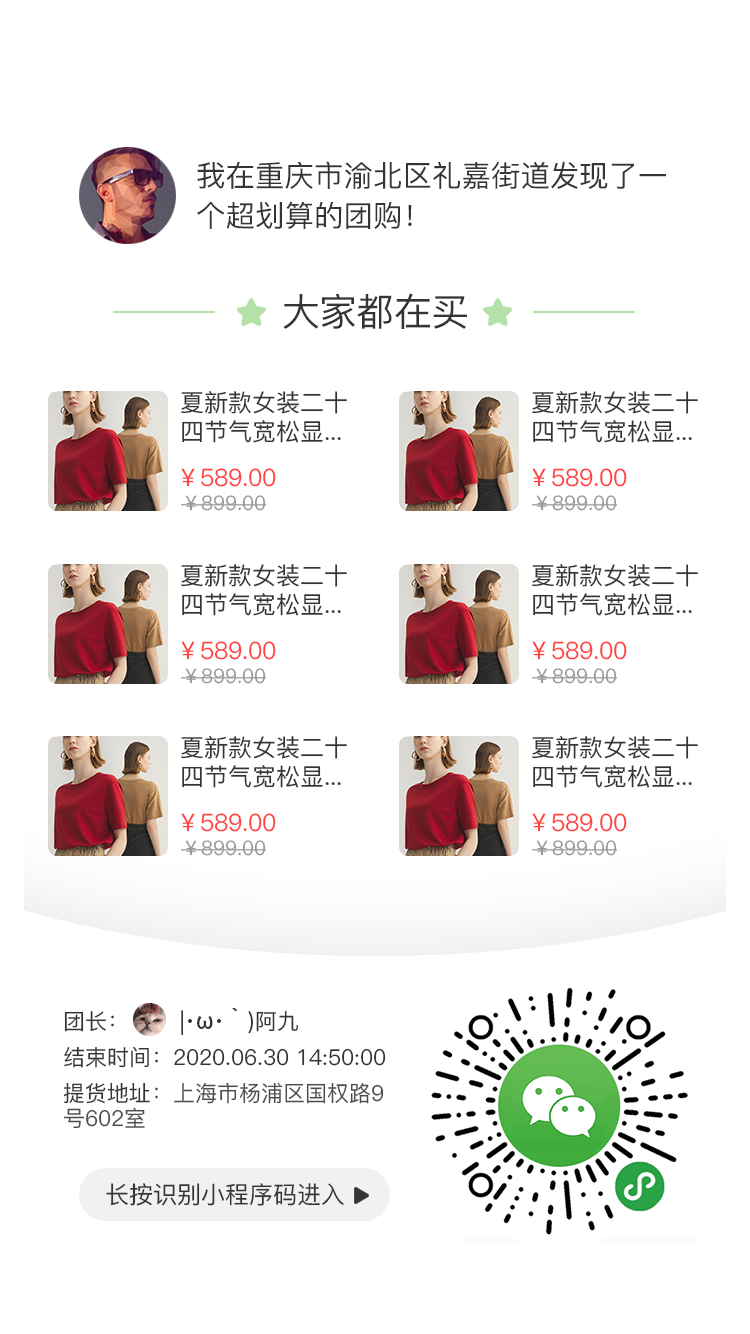 我在重庆市渝北区礼嘉街道发现了一
个超划算的团购！
大家都在买
夏新款女装二十
四节气宽松显...
¥589.00
¥899.00
夏新款女装二十
四节气宽松显...
¥589.00
¥899.00
夏新款女装二十
四节气宽松显...
¥589.00
¥899.00
夏新款女装二十
四节气宽松显...
¥589.00
¥899.00
夏新款女装二十
四节气宽松显...
¥589.00
¥899.00
夏新款女装二十
四节气宽松显...
¥589.00
¥899.00
团长： |·ω·｀)阿九
结束时间：2020.06.30 14:50:00
提货地址：上海市杨浦区国权路9
号602室
长按识别小程序码进入